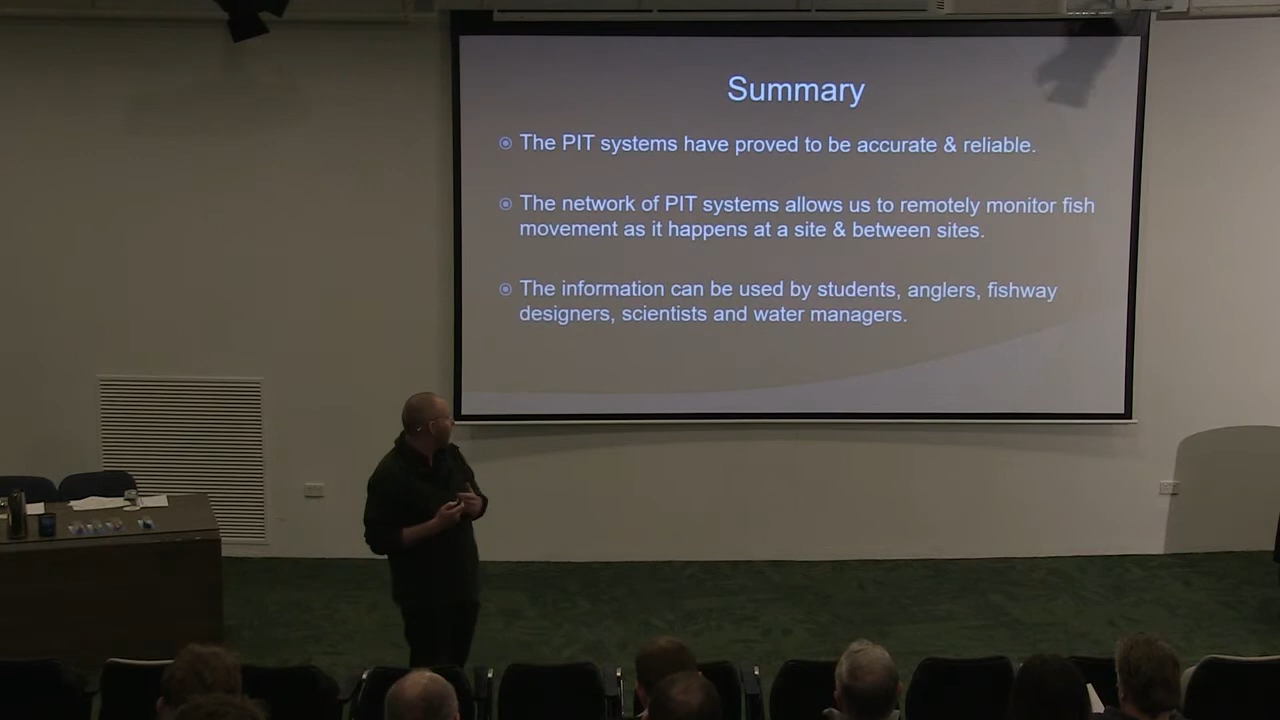 Summary
The PIT systems have proved to be accurate & reliable.
The network of PIT systems allows us to remotely monitor fish
movement as it happens at a site & between sites.
The information can be used by students, anglers, fishway
designers, scientists and water managers.